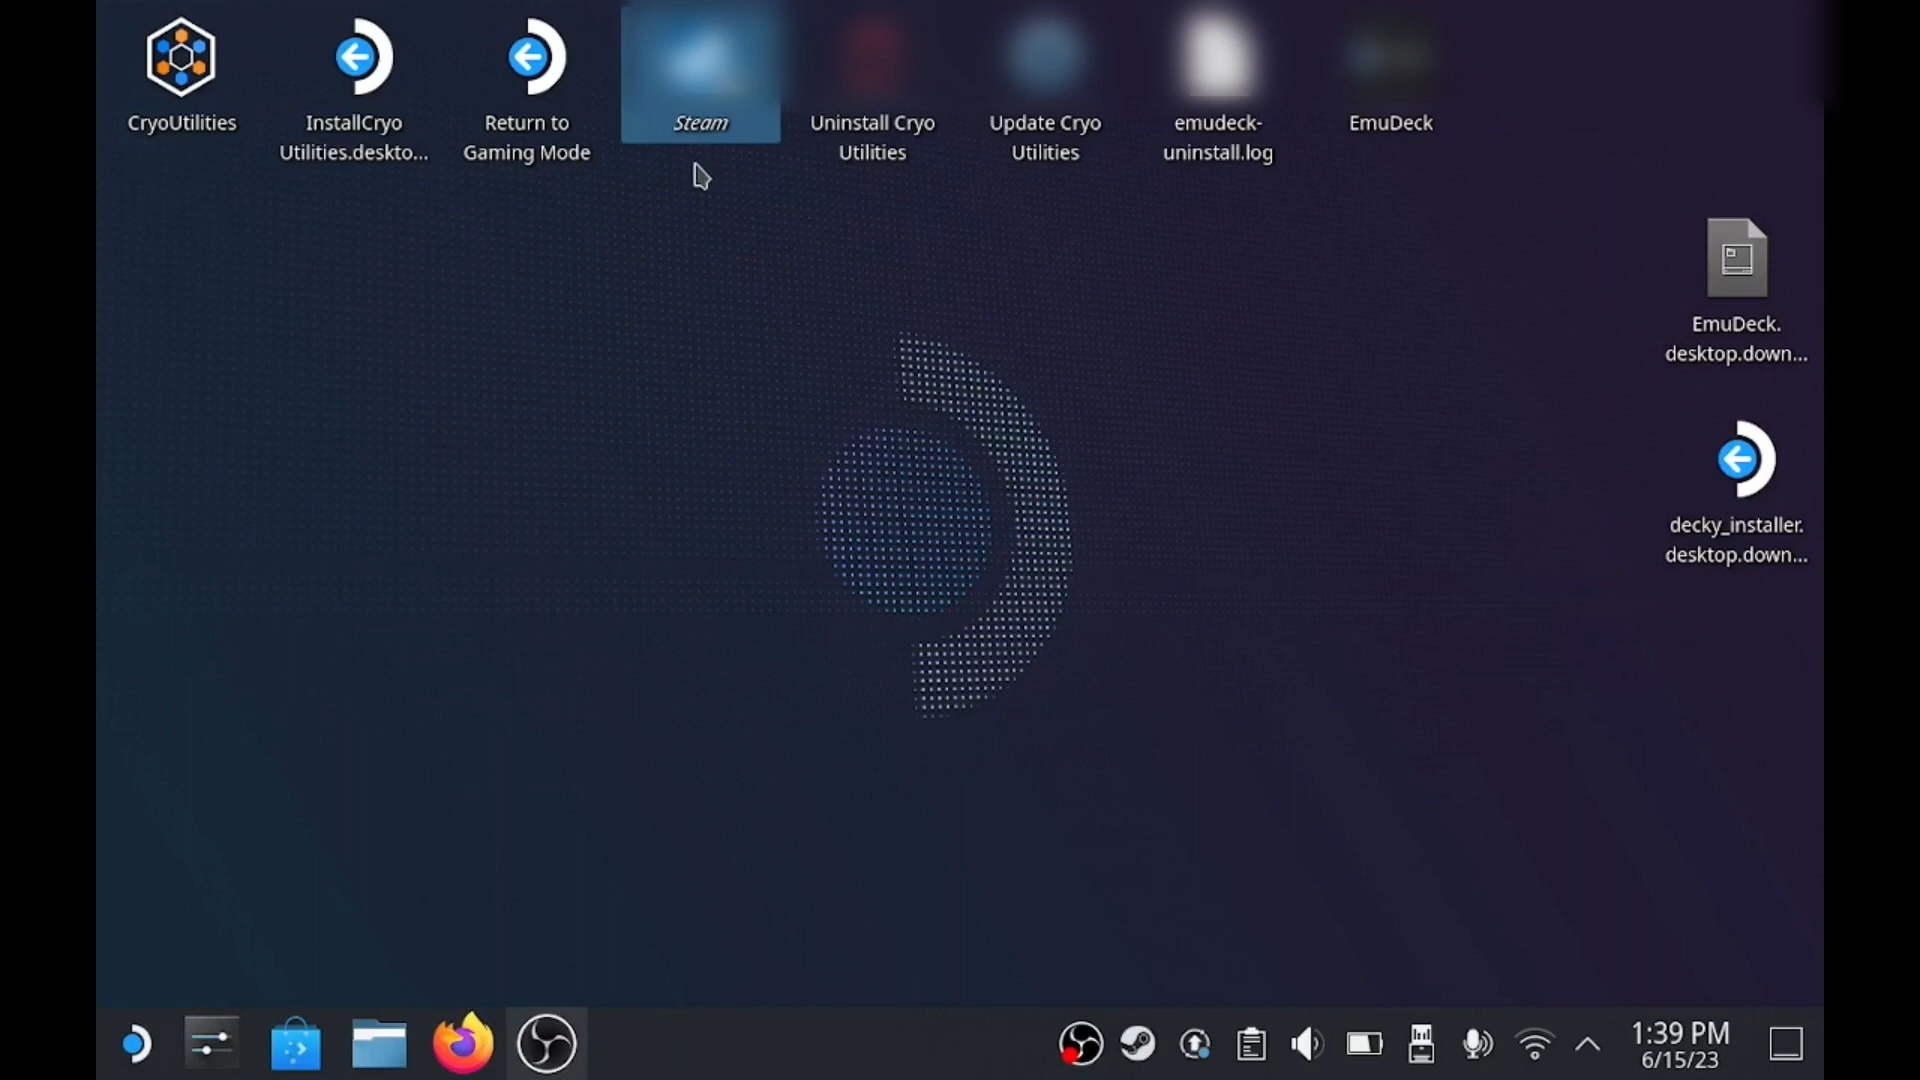 CryoUtilities
InstallCryo
Utilities.deskto...
Return to
Gaming Mode
Steam
Uninstall Cryo
Utilities
Update Cryo
Utilities
emudeck-
uninstall.log
EmuDeck
EmuDeck.
desktop.down...
decky_installer.
desktop.down...
1:39 PM
6/15/23